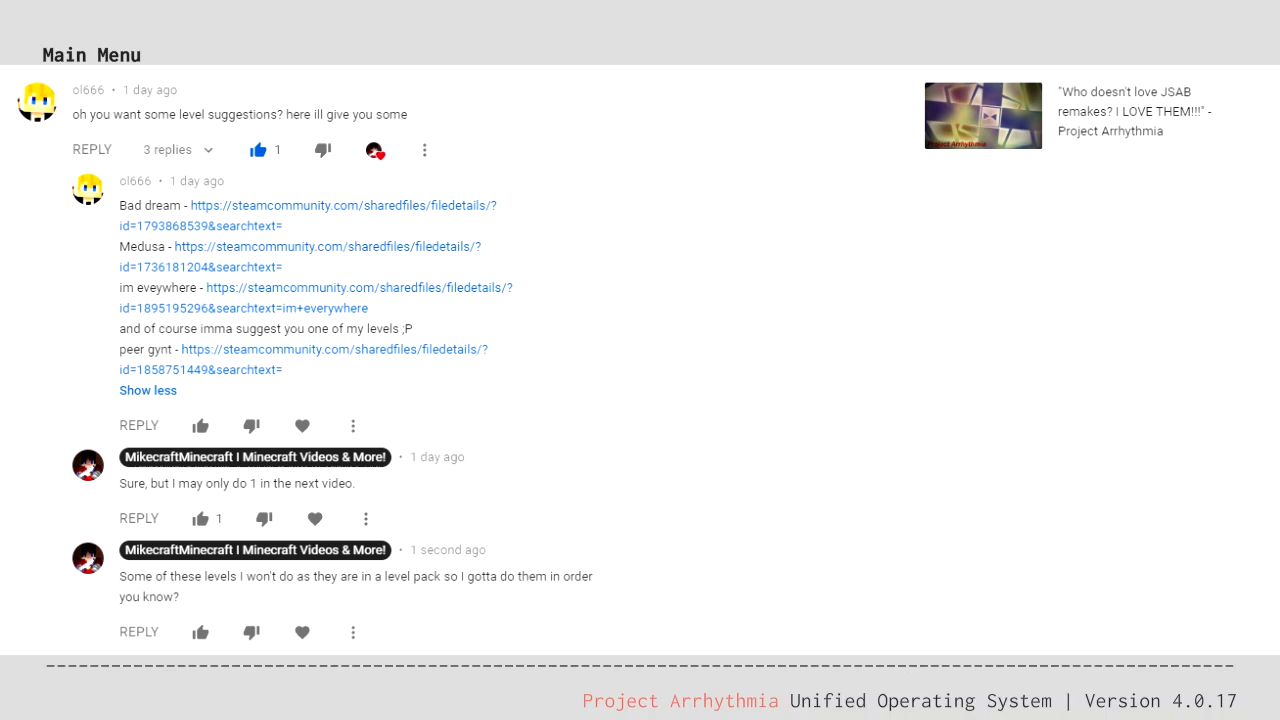 Main Menu
ol666 • 1 day ago
oh you want some level suggestions? here ill give you some
REPLY 3 replies 1
ol666 • 1 day ago
Bad dream - https://steamcommunity.com/sharedfiles/filedetails/?
id=1793868539&searchtext=
Medusa - https://steamcommunity.com/sharedfiles/filedetails/?
id=1736181204&searchtext=
im eveywhere - https://steamcommunity.com/sharedfiles/filedetails/?
id=1895195296&searchtext=im+everywhere
and of course imma suggest you one of my levels ;P
peer gynt - https://steamcommunity.com/sharedfiles/filedetails/?
id=1858751449&searchtext=
Show less
REPLY
MikecraftMinecraft I Minecraft Videos & More! • 1 day ago
Sure, but I may only do 1 in the next video.
REPLY 1
MikecraftMinecraft I Minecraft Videos & More! • 1 second ago
Some of these levels I won't do as they are in a level pack so I gotta do them in order
you know?
REPLY
Project Arrhythmia
"Who doesn't love JSAB
remakes? I LOVE THEM!!!" -
Project Arrhythmia
Project Arrhythmia Unified Operating System | Version 4.0.17